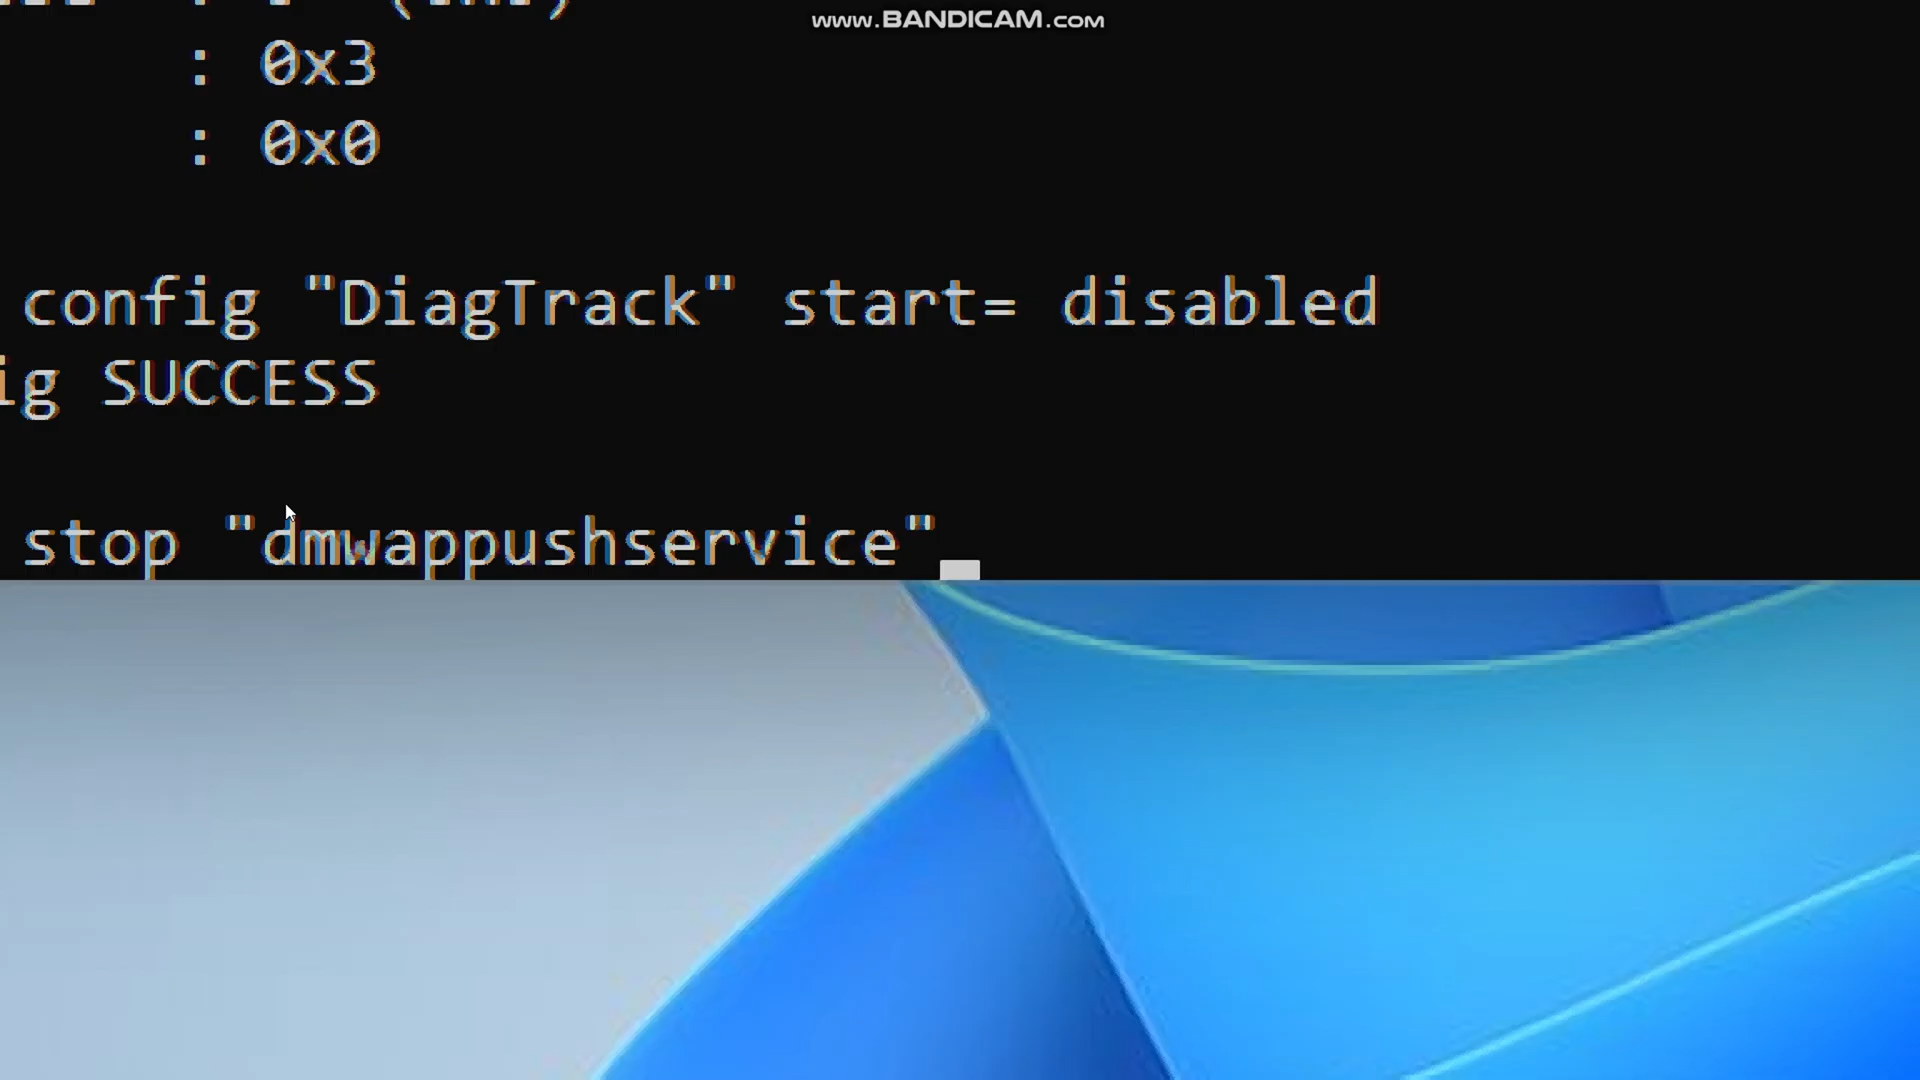 www.BANDICAM.com
: 0x3
: 0x0
config "DiagTrack" start= disabled
ig SUCCESS
stop "dmwappushservice"